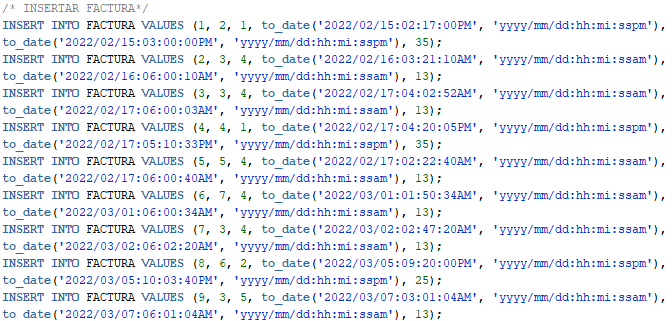 /* INSERTAR FACTURA*/
INSERT INTO FACTURA VALUES (1, 2, 1, to_date('2022/02/15:02:17:00PM', 'yyyy/mm/dd:hh:mi:sspm'),
to_date('2022/02/15:03:00:00PM', 'yyyy/mm/dd:hh:mi:sspm'), 35);
INSERT INTO FACTURA VALUES (2, 3, 4, to_date('2022/02/16:03:21:10AM', 'yyyy/mm/dd:hh:mi:ssam'),
to_date('2022/02/16:06:00:10AM', 'yyyy/mm/dd:hh:mi:ssam'), 13);
INSERT INTO FACTURA VALUES (3, 3, 4, to_date('2022/02/17:04:02:52AM', 'yyyy/mm/dd:hh:mi:ssam'),
to_date('2022/02/17:06:00:03AM', 'yyyy/mm/dd:hh:mi:ssam'), 13);
INSERT INTO FACTURA VALUES (4, 4, 1, to_date('2022/02/17:04:20:05PM', 'yyyy/mm/dd:hh:mi:sspm'),
to_date('2022/02/17:05:10:33PM', 'yyyy/mm/dd:hh:mi:sspm'), 35);
INSERT INTO FACTURA VALUES (5, 5, 4, to_date('2022/02/17:02:22:40AM', 'yyyy/mm/dd:hh:mi:ssam'),
to_date('2022/02/17:06:00:40AM', 'yyyy/mm/dd:hh:mi:ssam'), 13);
INSERT INTO FACTURA VALUES (6, 7, 4, to_date('2022/03/01:01:50:34AM', 'yyyy/mm/dd:hh:mi:ssam'),
to_date('2022/03/01:06:00:34AM', 'yyyy/mm/dd:hh:mi:ssam'), 13);
INSERT INTO FACTURA VALUES (7, 3, 4, to_date('2022/03/02:02:47:20AM', 'yyyy/mm/dd:hh:mi:ssam'),
to_date('2022/03/02:06:02:20AM', 'yyyy/mm/dd:hh:mi:ssam'), 13);
INSERT INTO FACTURA VALUES (8, 6, 2, to_date('2022/03/05:09:20:00PM', 'yyyy/mm/dd:hh:mi:sspm'),
to_date('2022/03/05:10:03:40PM', 'yyyy/mm/dd:hh:mi:sspm'), 25);
INSERT INTO FACTURA VALUES (9, 3, 5, to_date('2022/03/07:03:01:04AM', 'yyyy/mm/dd:hh:mi:ssam'),
to_date('2022/03/07:06:01:04AM', 'yyyy/mm/dd:hh:mi:ssam'), 13);